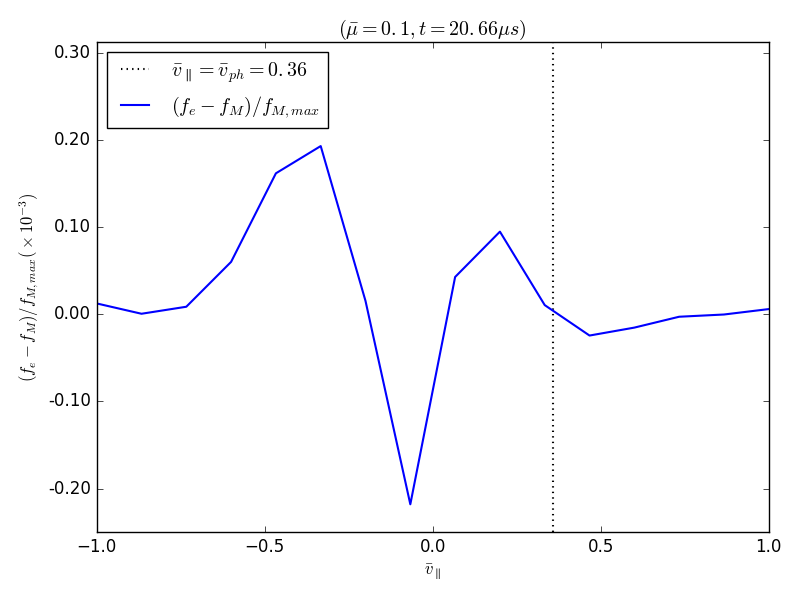 (μ̄ = 0.1, t = 20.66μs)
v̄∥ = v̄ph = 0.36
(fe − fM)/fM,max
(fe − fM)/fM,max(×10⁻³)
0.30
0.20
0.10
0.00
-0.10
-0.20
−1.0 −0.5 0.0 0.5 1.0
v̄∥